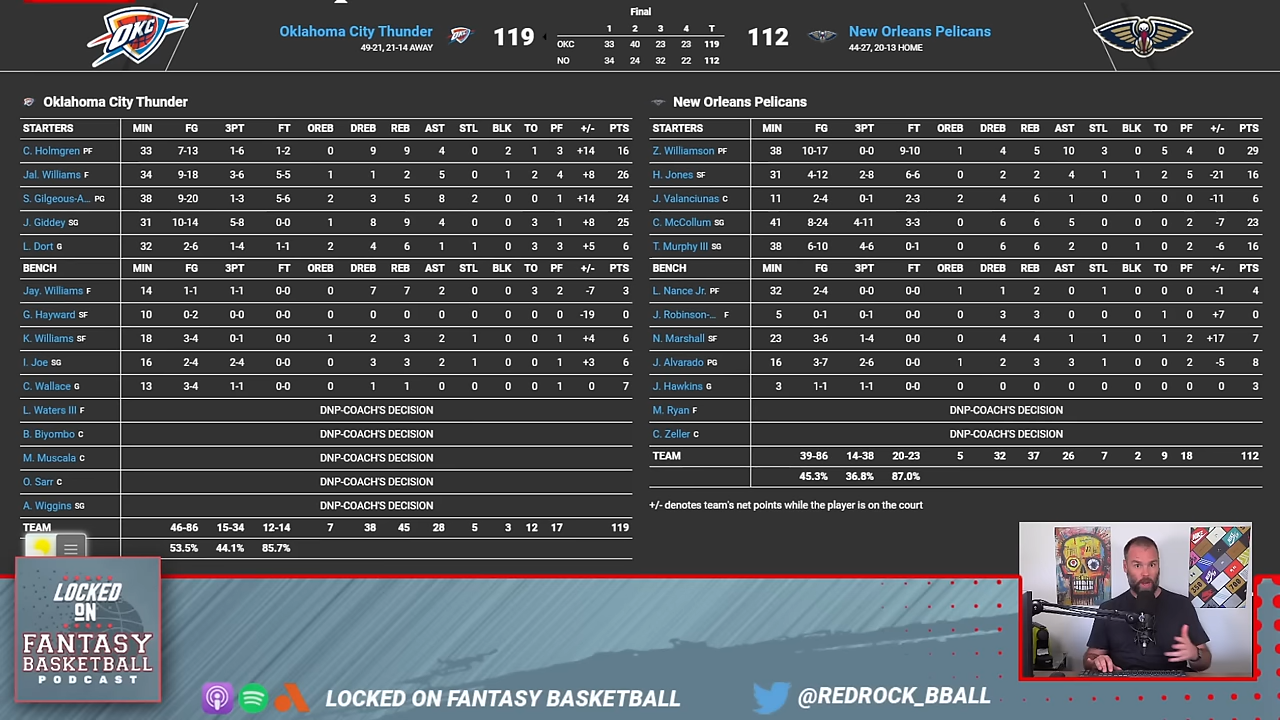 Final
Oklahoma City Thunder 119 1 2 3 4 T 112 New Orleans Pelicans
49-21, 21-14 AWAY OKC 33 40 23 23 119 44-27, 20-13 HOME
NO 34 24 32 22 112
OKC
Oklahoma City Thunder
STARTERS MIN FG 3PT FT OREB DREB REB AST STL BLK TO PF +/- PTS
C. Holmgren PF 33 7-13 1-6 1-2 0 9 9 4 0 2 1 3 +14 16
Jal. Williams F 34 9-18 3-6 5-5 1 1 2 5 0 1 2 4 +8 26
S. Gilgeous-A... PG 38 9-20 1-3 5-6 2 3 5 8 2 0 0 1 +14 24
J. Giddey SG 31 10-14 5-8 0-0 1 8 9 4 0 0 3 1 +8 25
L. Dort G 32 2-6 1-4 1-1 2 4 6 1 1 0 3 3 +5 6
BENCH MIN FG 3PT FT OREB DREB REB AST STL BLK TO PF +/- PTS
Jay. Williams F 14 1-1 1-1 0-0 0 7 7 2 0 0 3 2 -7 3
G. Hayward SF 10 0-2 0-0 0-0 0 0 0 0 0 0 0 0 -19 0
K. Williams SF 18 3-4 0-1 0-0 1 2 3 2 1 0 0 1 +4 6
I. Joe SG 16 2-4 2-4 0-0 0 3 3 2 1 0 0 1 +3 6
C. Wallace G 13 3-4 1-1 0-0 0 1 1 0 0 0 0 1 0 7
L. Waters III F DNP-COACH'S DECISION
B. Biyombo C DNP-COACH'S DECISION
M. Muscala C DNP-COACH'S DECISION
O. Sarr C DNP-COACH'S DECISION
A. Wiggins SG DNP-COACH'S DECISION
TEAM 46-86 15-34 12-14 7 38 45 28 5 3 12 17 119
53.5% 44.1% 85.7%
New Orleans Pelicans
STARTERS MIN FG 3PT FT OREB DREB REB AST STL BLK TO PF +/- PTS
Z. Williamson PF 38 10-17 0-0 9-10 1 4 5 10 3 0 5 4 0 29
H. Jones SF 31 4-12 2-8 6-6 0 2 2 4 1 1 2 5 -21 16
J. Valanciunas C 11 2-4 0-1 2-3 2 4 6 1 0 0 0 0 -11 6
C. McCollum SG 41 8-24 4-11 3-3 0 6 6 5 0 0 0 2 -7 23
T. Murphy III SG 38 6-10 4-6 0-1 0 6 6 2 0 1 0 2 -6 16
BENCH MIN FG 3PT FT OREB DREB REB AST STL BLK TO PF +/- PTS
L. Nance Jr. PF 32 2-4 0-0 0-0 1 1 2 0 1 0 0 1 -1 4
J. Robinson-... F 5 0-1 0-1 0-0 0 3 3 0 0 0 1 0 +7 0
N. Marshall SF 23 3-6 1-4 0-0 0 4 4 1 1 0 1 2 +17 7
J. Alvarado PG 16 3-7 2-6 0-0 1 2 3 3 1 0 0 2 -5 8
J. Hawkins G 3 1-1 1-1 0-0 0 0 0 0 0 0 0 0 0 3
M. Ryan F DNP-COACH'S DECISION
C. Zeller C DNP-COACH'S DECISION
TEAM 39-86 14-38 20-23 5 32 37 26 7 2 9 18 112
45.3% 36.8% 87.0%
+/- denotes team's net points while the player is on the court
LOCKED
ON
FANTASY
BASKETBALL
PODCAST
LOCKED ON FANTASY BASKETBALL
@REDROCK_BBALL